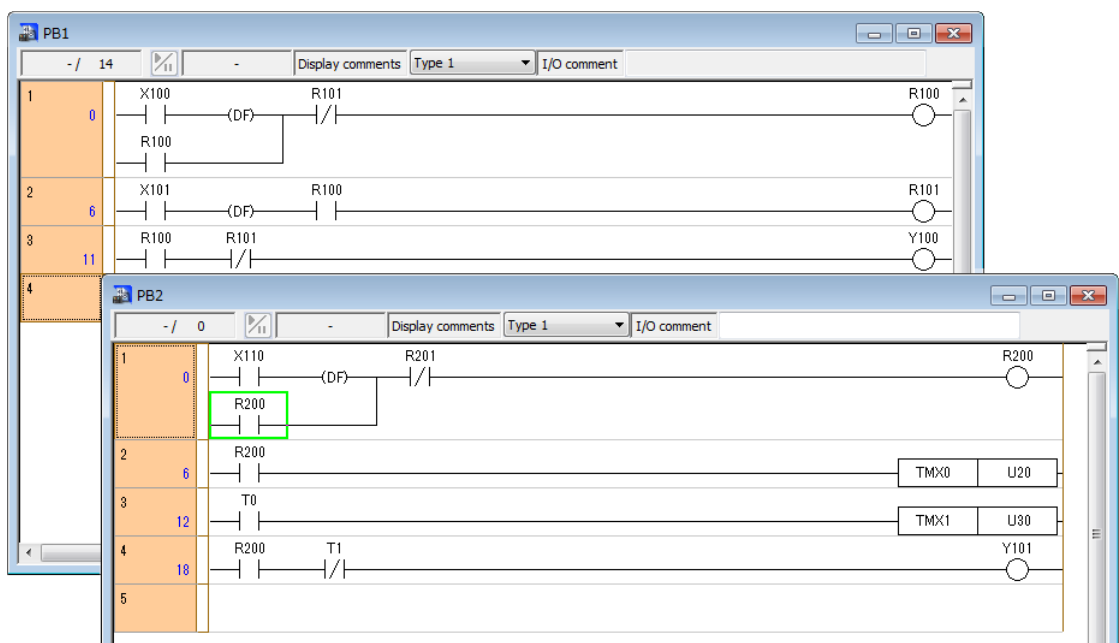 PB1
- / 14 - Display comments Type 1 I/O comment
1 X100 R101 R100
0 (DF)
R100
2 X101 R100 R101
6 (DF)
3 R100 R101 Y100
11
4
PB2
- / 0 - Display comments Type 1 I/O comment
1 X110 R201 R200
0 (DF)
R200
2 R200
6 TMX0 U20
3 T0
12 TMX1 U30
4 R200 T1 Y101
18
5